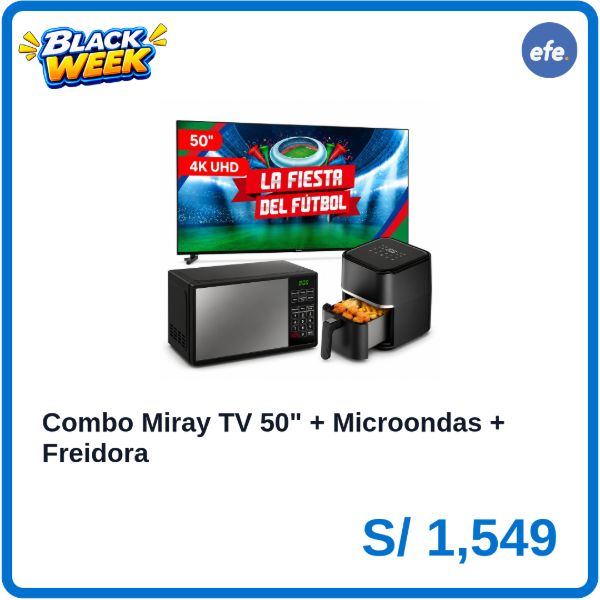 BLACK
WEEK
efe.
50"
4K UHD
LA FIESTA
DEL FÚTBOL
Combo Miray TV 50" + Microondas +
Freidora
S/ 1,549